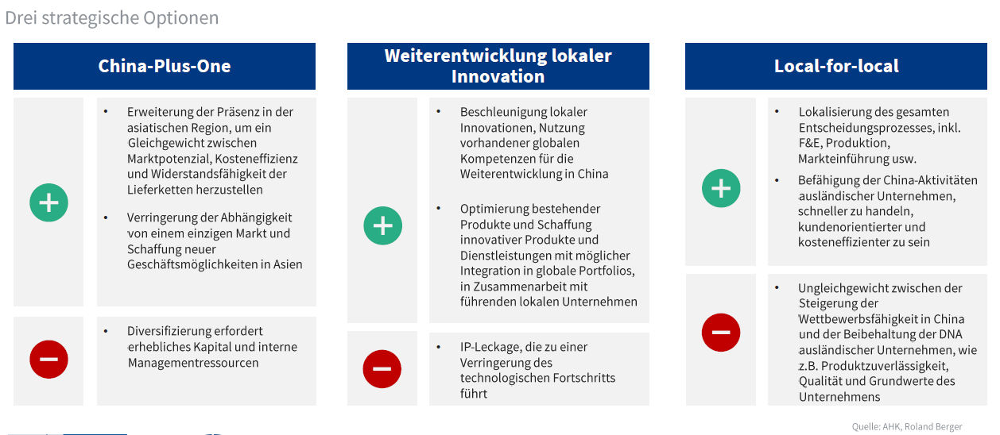 Drei strategische Optionen
China-Plus-One
• Erweiterung der Präsenz in der
asiatischen Region, um ein
Gleichgewicht zwischen
Marktpotenzial, Kosteneffizienz
und Widerstandsfähigkeit der
Lieferketten herzustellen
• Verringerung der Abhängigkeit
von einem einzigen Markt und
Schaffung neuer
Geschäftsmöglichkeiten in Asien
• Diversifizierung erfordert
erhebliches Kapital und interne
Managementressourcen
Weiterentwicklung lokaler
Innovation
• Beschleunigung lokaler
Innovationen, Nutzung
vorhandener globalen
Kompetenzen für die
Weiterentwicklung in China
• Optimierung bestehender
Produkte und Schaffung
innovativer Produkte und
Dienstleistungen mit möglicher
Integration in globale Portfolios,
in Zusammenarbeit mit
führenden lokalen Unternehmen
• IP-Leckage, die zu einer
Verringerung des
technologischen Fortschritts
führt
Local-for-local
• Lokalisierung des gesamten
Entscheidungsprozesses, inkl.
F&E, Produktion,
Markteinführung usw.
• Befähigung der China-Aktivitäten
ausländischer Unternehmen,
schneller zu handeln,
kundenorientierter und
kosteneffizienter zu sein
• Ungleichgewicht zwischen der
Steigerung der
Wettbewerbsfähigkeit in China
und der Beibehaltung der DNA
ausländischer Unternehmen, wie
z.B. Produktzuverlässigkeit,
Qualität und Grundwerte des
Unternehmens
Quelle: AHK, Roland Berger